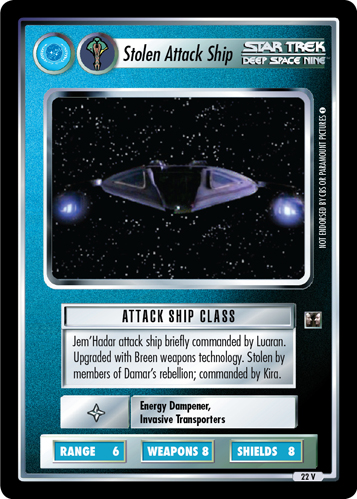 Stolen Attack Ship
STAR TREK
DEEP SPACE NINE™
NOT ENDORSED BY CBS OR PARAMOUNT PICTURES
ATTACK SHIP CLASS
Jem'Hadar attack ship briefly commanded by Luaran.
Upgraded with Breen weapons technology. Stolen by
members of Damar's rebellion; commanded by Kira.
Energy Dampener,
Invasive Transporters
RANGE 6
WEAPONS 8
SHIELDS 8
22 V